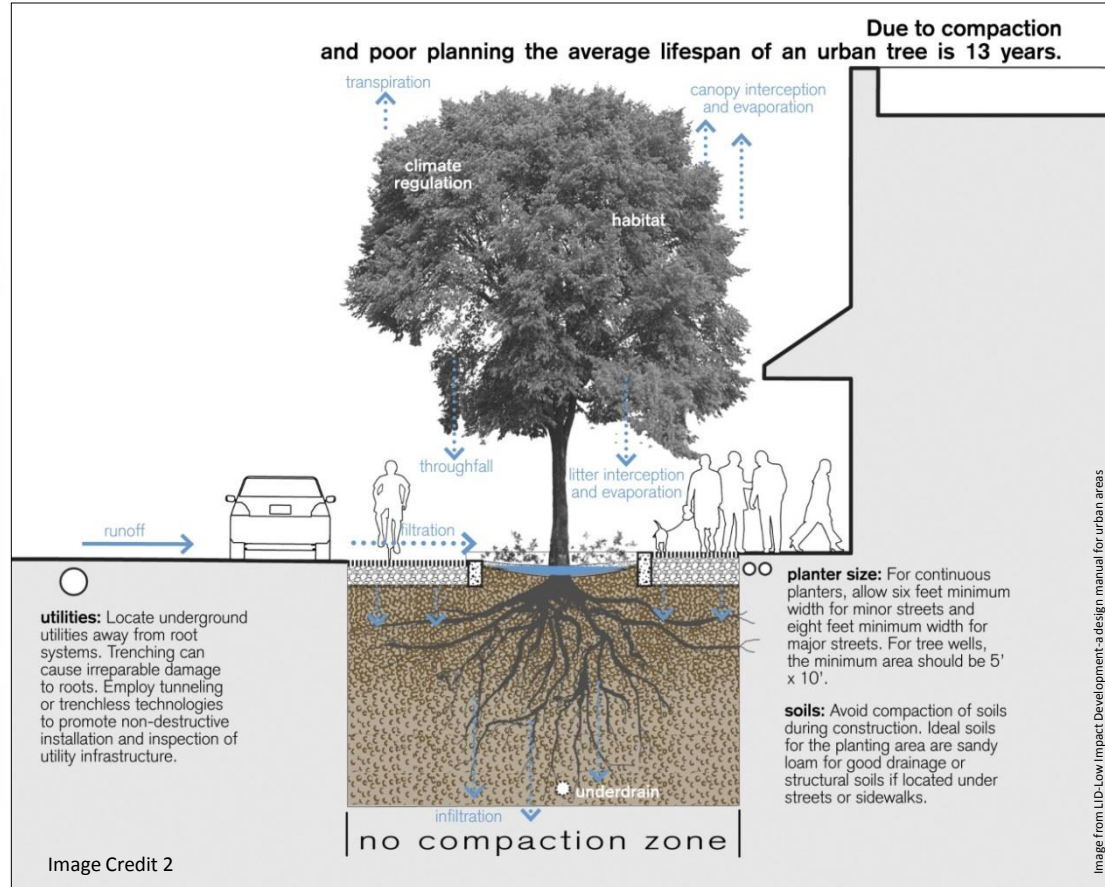 Due to compaction
and poor planning the average lifespan of an urban tree is 13 years.
transpiration
canopy interception
and evaporation
climate
regulation
habitat
throughfall
litter interception
and evaporation
runoff
filtration
utilities: Locate underground
utilities away from root
systems. Trenching can
cause irreparable damage
to roots. Employ tunneling
or trenchless technologies
to promote non-destructive
installation and inspection of
utility infrastructure.
planter size: For continuous
planters, allow six feet minimum
width for minor streets and
eight feet minimum width for
major streets. For tree wells,
the minimum area should be 5'
x 10'.
soils: Avoid compaction of soils
during construction. Ideal soils
for the planting area are sandy
loam for good drainage or
structural soils if located under
streets or sidewalks.
underdrain
infiltration
no compaction zone
Image Credit 2
Image from LID-Low Impact Development-a design manual for urban areas